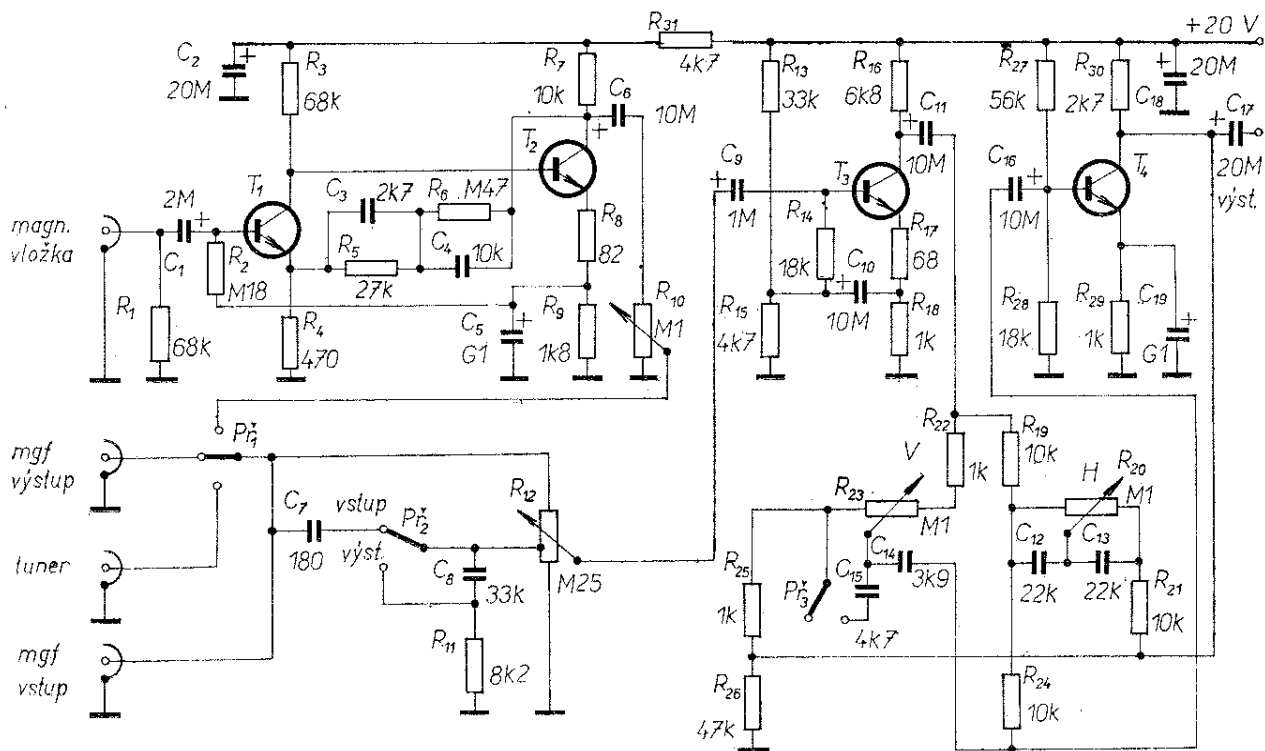 R31
4k7
+20 V
C2
20M
R3
68k
R7
10k
C6
10M
R13
33k
R16
6k8
C11
10M
R27
56k
R30
2k7
20M
C18
C17
20M
výst.
T2
C9
1M
T3
C16
10M
T4
magn.
vložka
2M
C1
T1
C3
2k7
R6
M47
R5
27k
C4
10k
R8
82
R14
18k
C10
10M
R17
68
R2
M18
R1
68k
R4
470
C5
G1
R9
1k8
R10
M1
R15
4k7
R18
1k
R28
18k
R29
1k
C19
G1
mgf
výstup
Př1
C7
180
vstup
výst.
Př2
R12
M25
C8
33k
R11
8k2
tuner
mgf
vstup
R22
1k
R19
10k
V
R23
M1
H
R20
M1
C14
3k9
C15
4k7
C12
22k
C13
22k
R25
1k
Př3
R21
10k
R26
47k
R24
10k